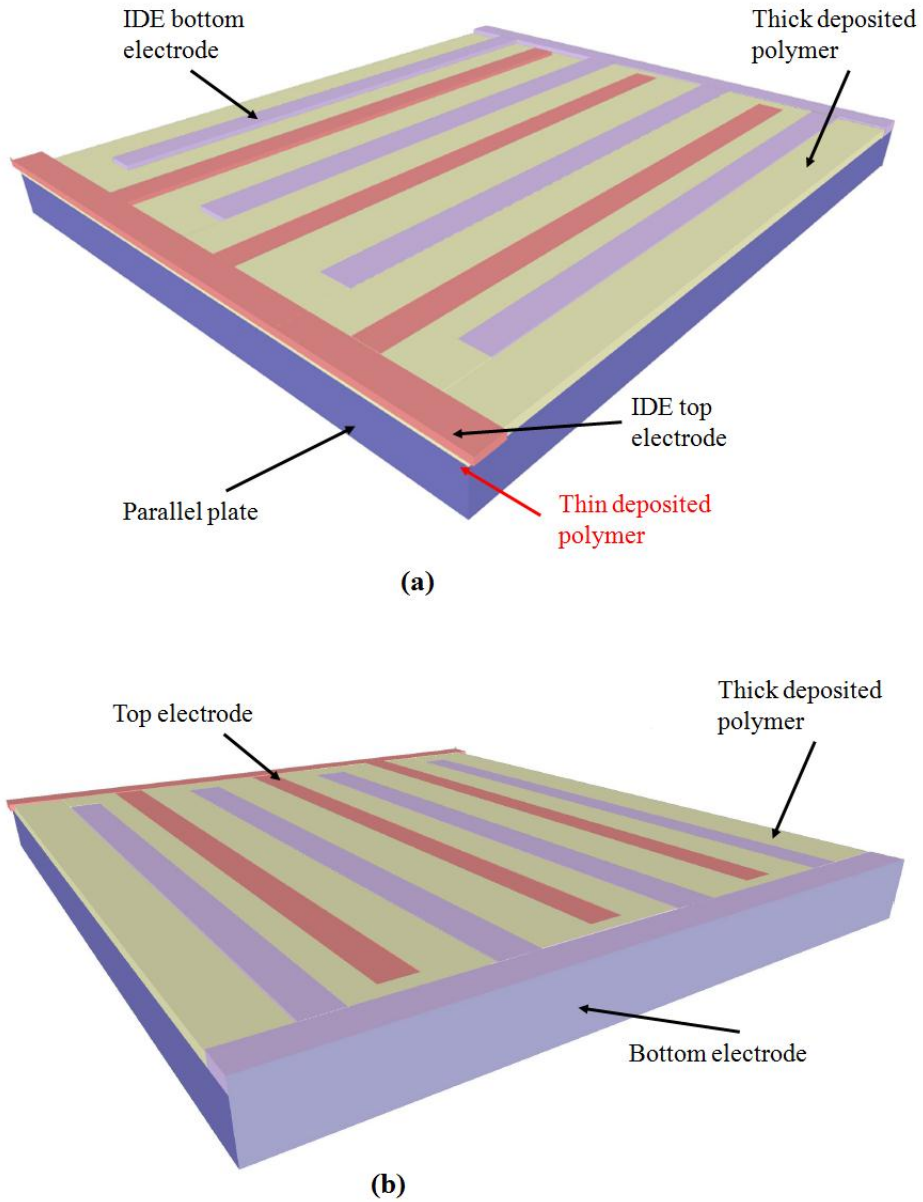 IDE bottom
electrode
Thick deposited
polymer
IDE top
electrode
Parallel plate
Thin deposited
polymer
(a)
Top electrode
Thick deposited
polymer
Bottom electrode
(b)